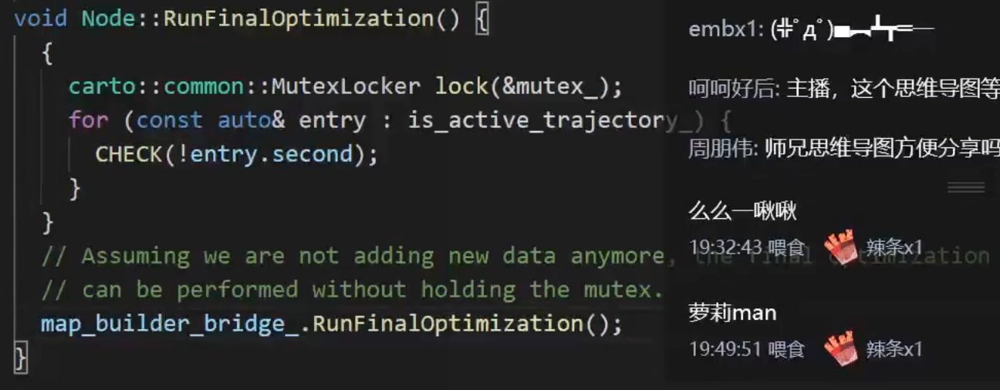 void Node::RunFinalOptimization() {
{
carto::common::MutexLocker lock(&mutex_);
for (const auto& entry : is_active_trajectory_) {
CHECK(!entry.second);
}
}
// Assuming we are not adding new data anymore, the final optimization
// can be performed without holding the mutex.
map_builder_bridge_.RunFinalOptimization();
}
embx1: (╬ﾟдﾟ)▄︻┻┳═一
呵呵好后: 主播，这个思维导图等
周朋伟: 师兄思维导图方便分享吗
么么一啾啾
19:32:43 喂食 辣条x1
萝莉man
19:49:51 喂食 辣条x1